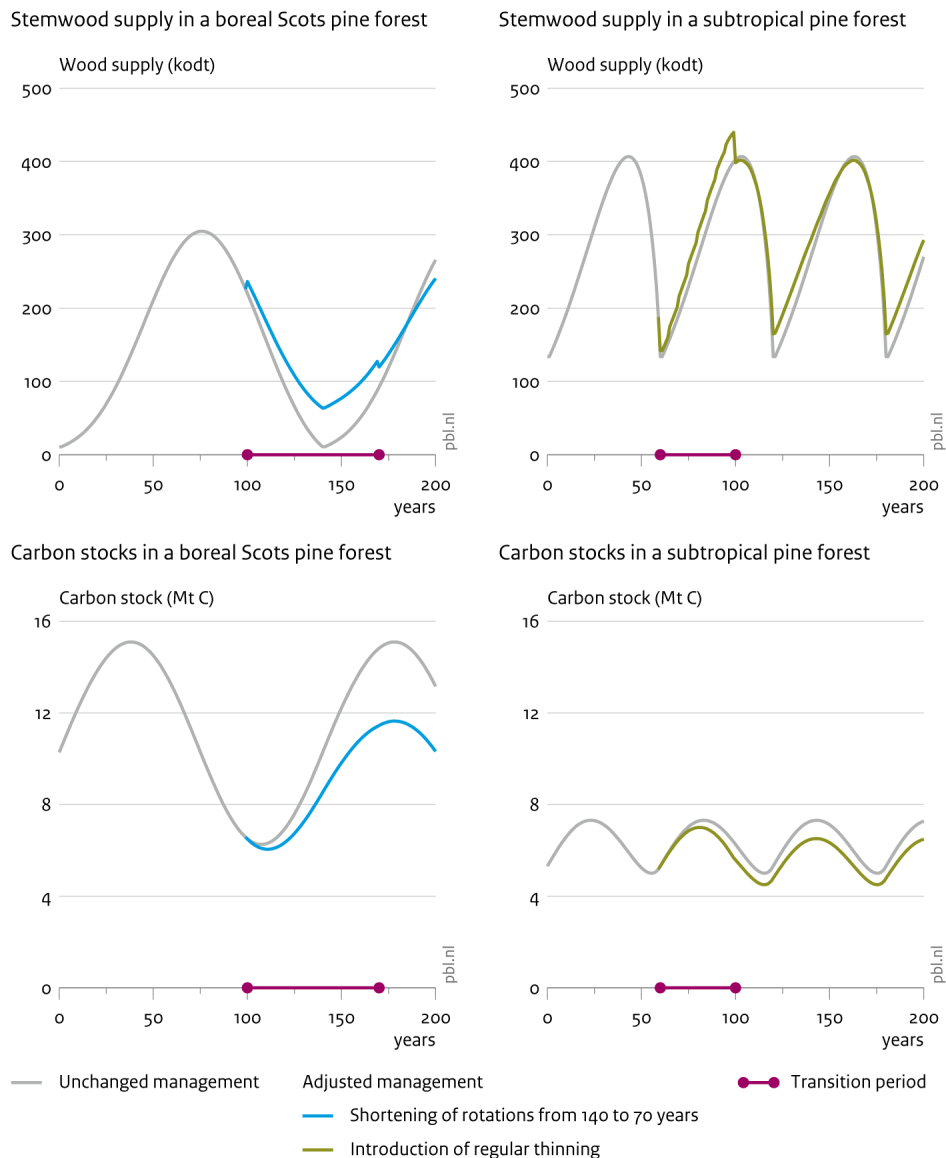 Stemwood supply in a boreal Scots pine forest
Wood supply (kodt)
500
400
300
200
100
0
0 50 100 150 200
years
pbl.nl
Stemwood supply in a subtropical pine forest
Wood supply (kodt)
500
400
300
200
100
0
0 50 100 150 200
years
pbl.nl
Carbon stocks in a boreal Scots pine forest
Carbon stock (Mt C)
16
12
8
4
0
0 50 100 150 200
years
pbl.nl
Carbon stocks in a subtropical pine forest
Carbon stock (Mt C)
16
12
8
4
0
0 50 100 150 200
years
pbl.nl
Unchanged management
Adjusted management
Shortening of rotations from 140 to 70 years
Introduction of regular thinning
Transition period